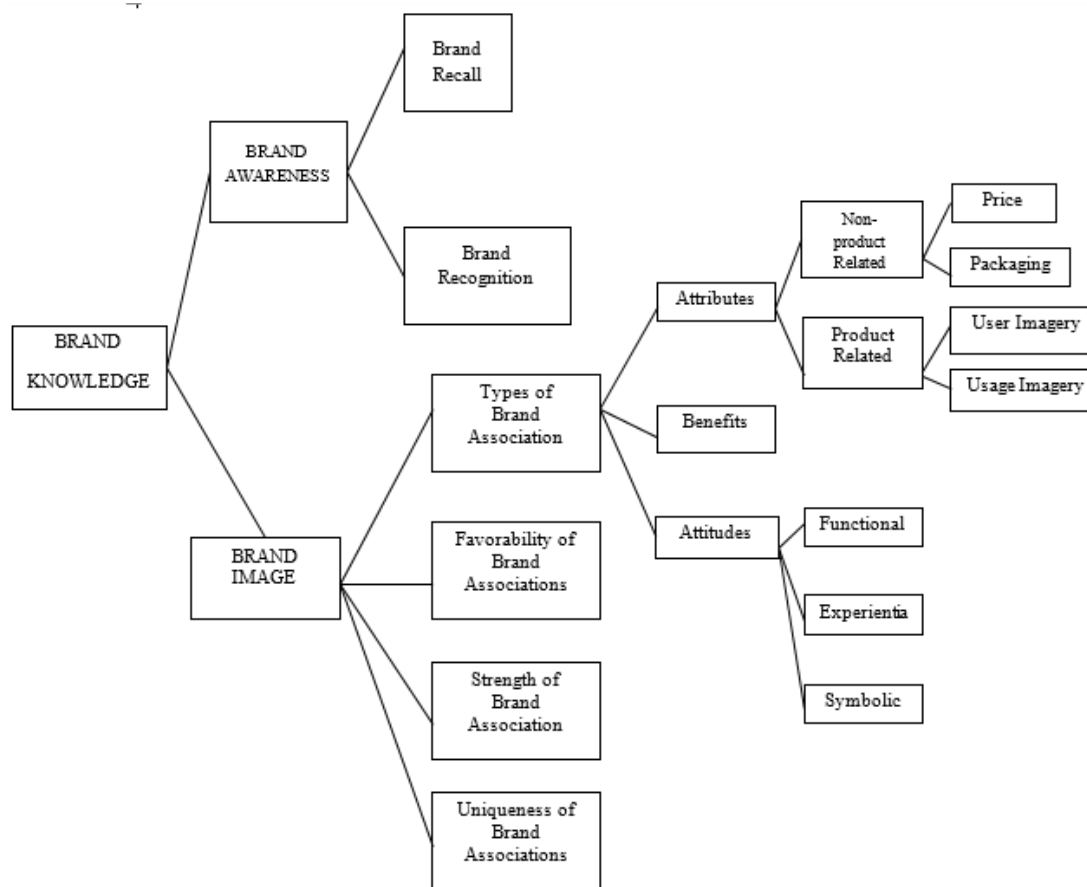 Brand
Recall
BRAND
AWARENESS
Brand
Recognition
BRAND
KNOWLEDGE
BRAND
IMAGE
Types of
Brand
Association
Favorability of
Brand
Associations
Strength of
Brand
Association
Uniqueness of
Brand
Associations
Attributes
Benefits
Attitudes
Non-
product
Related
Product
Related
Price
Packaging
User Imagery
Usage Imagery
Functional
Experientia
Symbolic